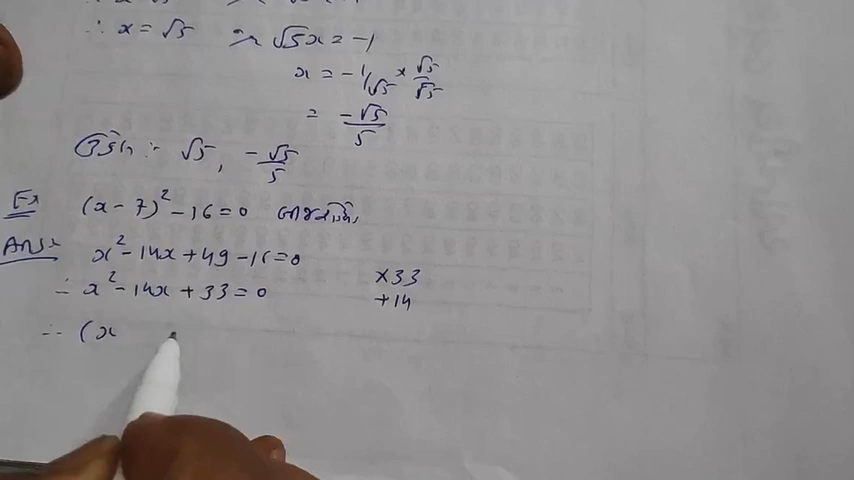 ∴ x = √5 √5x = -1
x = -1/√5 × √5/√5
= -√5/5
√5, -√5/5
Ex (x - 7)² - 16 = 0
Ans:- x² - 14x + 49 - 16 = 0
∴ x² - 14x + 33 = 0 ×33
+14
∴ (x